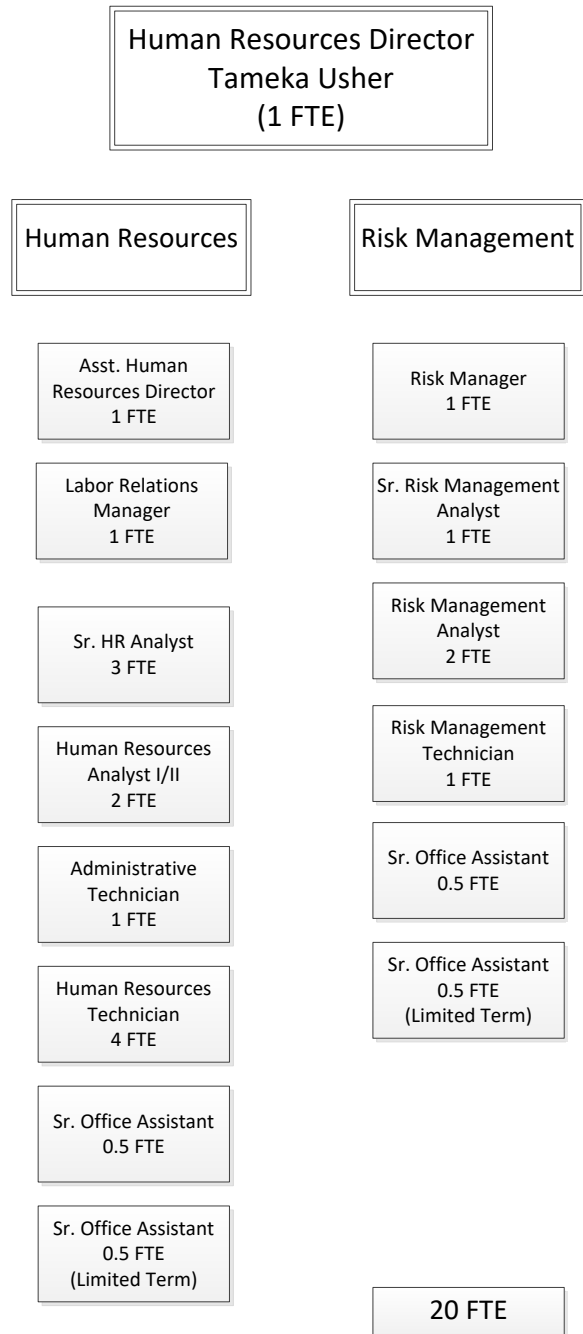 Human Resources Director
Tameka Usher
(1 FTE)
Human Resources
Risk Management
Asst. Human
Resources Director
1 FTE
Labor Relations
Manager
1 FTE
Sr. HR Analyst
3 FTE
Human Resources
Analyst I/II
2 FTE
Administrative
Technician
1 FTE
Human Resources
Technician
4 FTE
Sr. Office Assistant
0.5 FTE
Sr. Office Assistant
0.5 FTE
(Limited Term)
Risk Manager
1 FTE
Sr. Risk Management
Analyst
1 FTE
Risk Management
Analyst
2 FTE
Risk Management
Technician
1 FTE
Sr. Office Assistant
0.5 FTE
Sr. Office Assistant
0.5 FTE
(Limited Term)
20 FTE